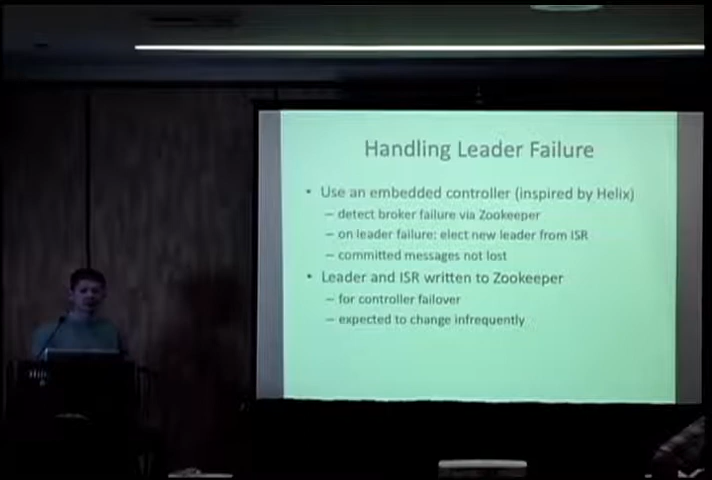 Handling Leader Failure
• Use an embedded controller (inspired by Helix)
– detect broker failure via Zookeeper
– on leader failure: elect new leader from ISR
– committed messages not lost
• Leader and ISR written to Zookeeper
– for controller failover
– expected to change infrequently